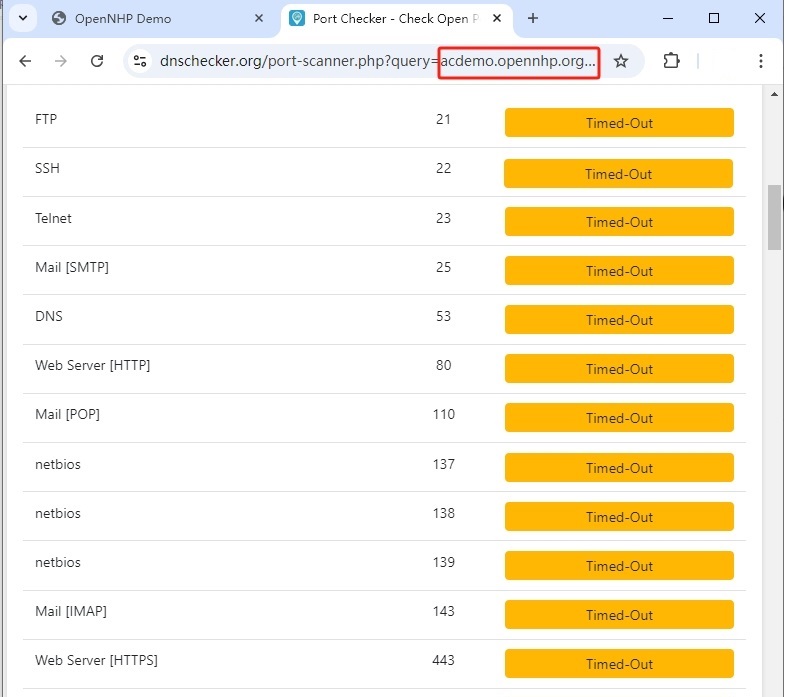 OpenNHP Demo
Port Checker - Check Open P
dnschecker.org/port-scanner.php?query=acdemo.opennhp.org...
FTP 21 Timed-Out
SSH 22 Timed-Out
Telnet 23 Timed-Out
Mail [SMTP] 25 Timed-Out
DNS 53 Timed-Out
Web Server [HTTP] 80 Timed-Out
Mail [POP] 110 Timed-Out
netbios 137 Timed-Out
netbios 138 Timed-Out
netbios 139 Timed-Out
Mail [IMAP] 143 Timed-Out
Web Server [HTTPS] 443 Timed-Out